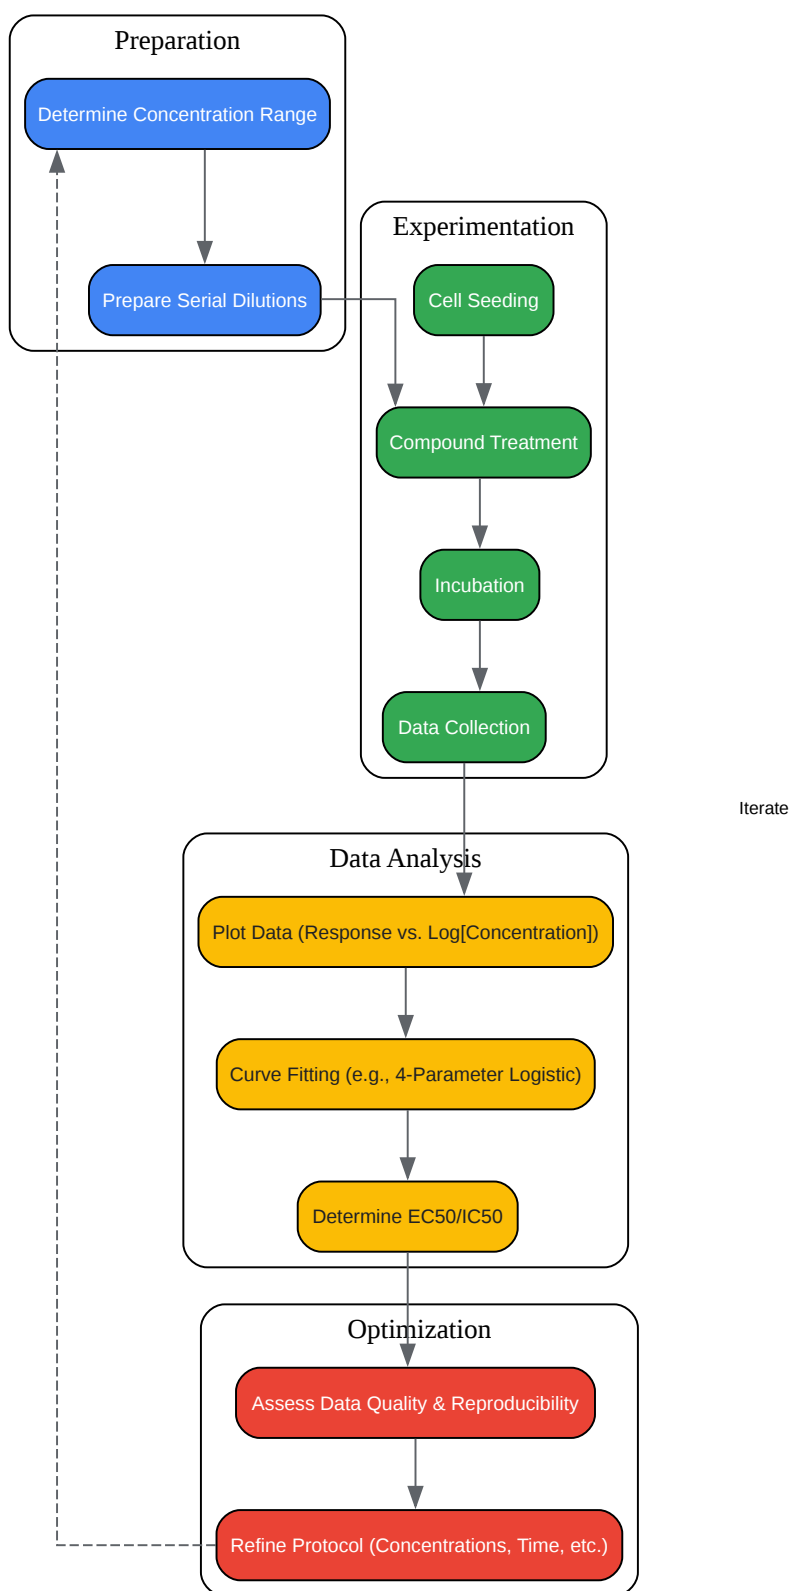 Preparation
Determine Concentration Range
Prepare Serial Dilutions
Experimentation
Cell Seeding
Compound Treatment
Incubation
Data Collection
Iterate
Data Analysis
Plot Data (Response vs. Log[Concentration])
Curve Fitting (e.g., 4-Parameter Logistic)
Determine EC50/IC50
Optimization
Assess Data Quality & Reproducibility
Refine Protocol (Concentrations, Time, etc.)